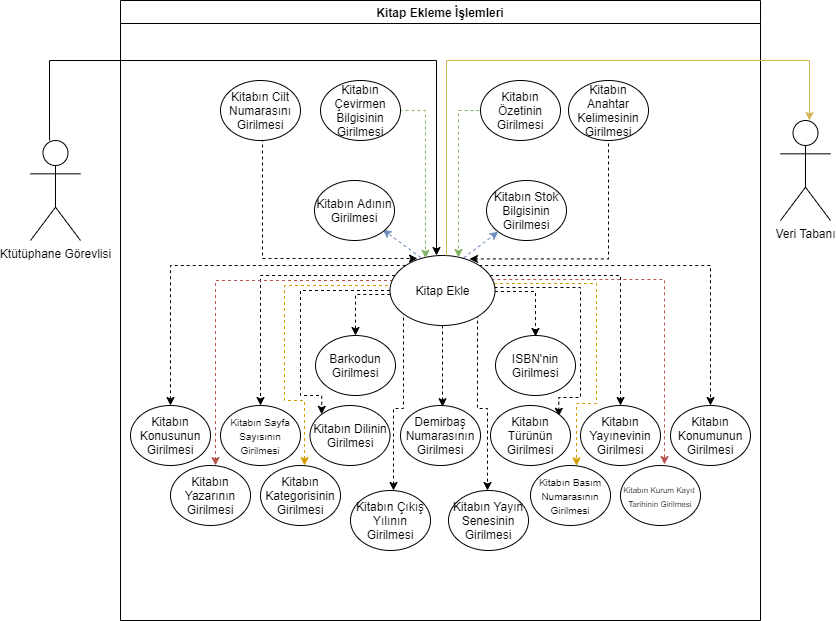 Kitap Ekleme İşlemleri
Kitabın Cilt
Numarasını
Girilmesi
Kitabın
Çevirmen
Bilgisinin
Girilmesi
Kitabın
Özetinin
Girilmesi
Kitabın
Anahtar
Kelimesinin
Girilmesi
Kitabın Adının
Girilmesi
Kitabın Stok
Bilgisinin
Girilmesi
Ktütüphane Görevlisi
Veri Tabanı
Kitap Ekle
Barkodun
Girilmesi
ISBN'nin
Girilmesi
Kitabın
Konusunun
Girilmesi
Kitabın Sayfa
Sayısının
Girilmesi
Kitabın Dilinin
Girilmesi
Demirbaş
Numarasının
Girilmesi
Kitabın
Türünün
Girilmesi
Kitabın
Yayınevinin
Girilmesi
Kitabın
Konumunun
Girilmesi
Kitabın
Yazarının
Girilmesi
Kitabın
Kategorisinin
Girilmesi
Kitabın Çıkış
Yılının
Girilmesi
Kitabın Yayın
Senesinin
Girilmesi
Kitabın Basım
Numarasının
Girilmesi
Kitabın Kurum Kayıt
Tarihinin Girilmesi